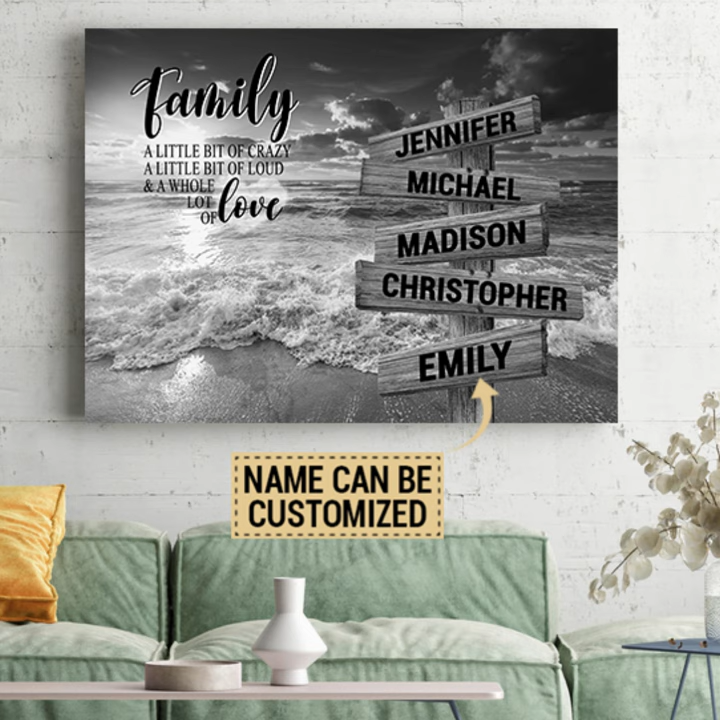 Family
A LITTLE BIT OF CRAZY
A LITTLE BIT OF LOUD
& A WHOLE
LOT
OF love
JENNIFER
MICHAEL
MADISON
CHRISTOPHER
EMILY
NAME CAN BE
CUSTOMIZED